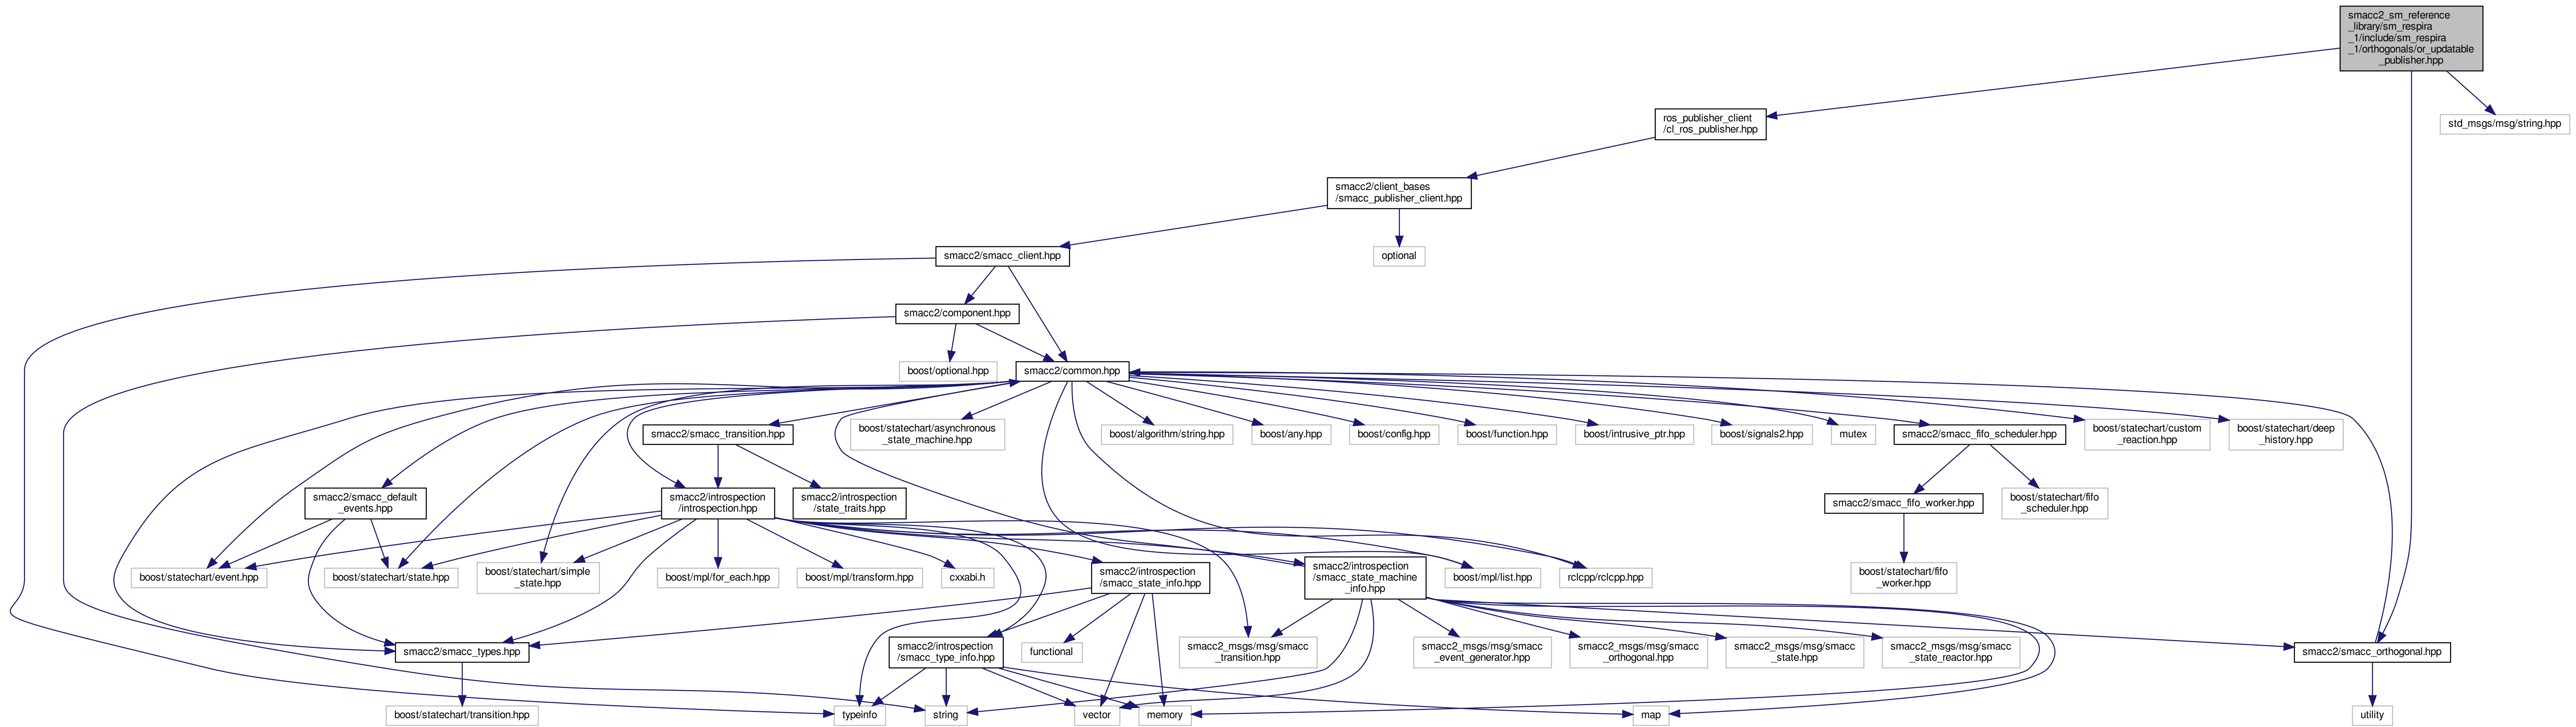 smacc2_sm_reference
_library/sm_respira
_1/include/sm_respira
_1/orthogonals/or_updatable
_publisher.hpp
ros_publisher_client
/cl_ros_publisher.hpp
std_msgs/msg/string.hpp
smacc2/client_bases
/smacc_publisher_client.hpp
smacc2/smacc_client.hpp
optional
smacc2/component.hpp
boost/optional.hpp
smacc2/common.hpp
smacc2/smacc_transition.hpp
boost/statechart/asynchronous
_state_machine.hpp
boost/algorithm/string.hpp
boost/any.hpp
boost/config.hpp
boost/function.hpp
boost/intrusive_ptr.hpp
boost/signals2.hpp
mutex
smacc2/smacc_fifo_scheduler.hpp
boost/statechart/custom
_reaction.hpp
boost/statechart/deep
_history.hpp
smacc2/smacc_default
_events.hpp
smacc2/introspection
/introspection.hpp
smacc2/introspection
/state_traits.hpp
smacc2/smacc_fifo_worker.hpp
boost/statechart/fifo
_scheduler.hpp
boost/statechart/event.hpp
boost/statechart/state.hpp
boost/statechart/simple
_state.hpp
boost/mpl/for_each.hpp
boost/mpl/transform.hpp
cxxabi.h
smacc2/introspection
/smacc_state_info.hpp
smacc2/introspection
/smacc_state_machine
_info.hpp
boost/mpl/list.hpp
rclcpp/rclcpp.hpp
boost/statechart/fifo
_worker.hpp
smacc2/smacc_types.hpp
smacc2/introspection
/smacc_type_info.hpp
functional
smacc2_msgs/msg/smacc
_transition.hpp
smacc2_msgs/msg/smacc
_event_generator.hpp
smacc2_msgs/msg/smacc
_orthogonal.hpp
smacc2_msgs/msg/smacc
_state.hpp
smacc2_msgs/msg/smacc
_state_reactor.hpp
smacc2/smacc_orthogonal.hpp
boost/statechart/transition.hpp
typeinfo
string
vector
memory
map
utility